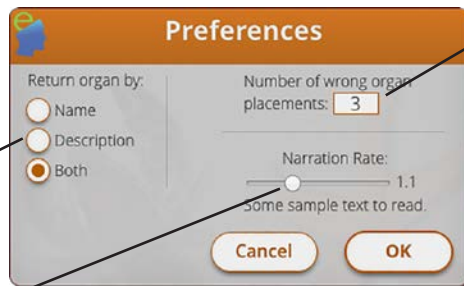 e
Preferences
Return organ by:
Name
Description
Both
Number of wrong organ
placements: 3
Narration Rate:
1.1
Some sample text to read.
Cancel
OK